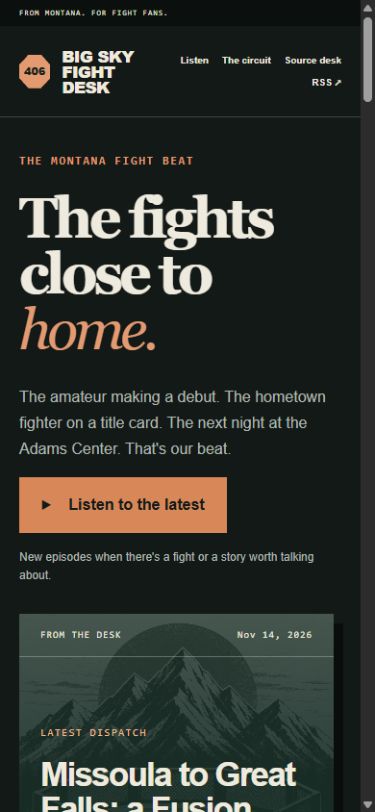 FROM MONTANA. FOR FIGHT FANS.
406
BIG SKY
FIGHT
DESK
Listen The circuit Source desk
RSS ↗
THE MONTANA FIGHT BEAT
The fights
close to
home.
The amateur making a debut. The hometown
fighter on a title card. The next night at the
Adams Center. That's our beat.
▶ Listen to the latest
New episodes when there's a fight or a story worth talking
about.
FROM THE DESK Nov 14, 2026
LATEST DISPATCH
Missoula to Great
Falls: a Fusion